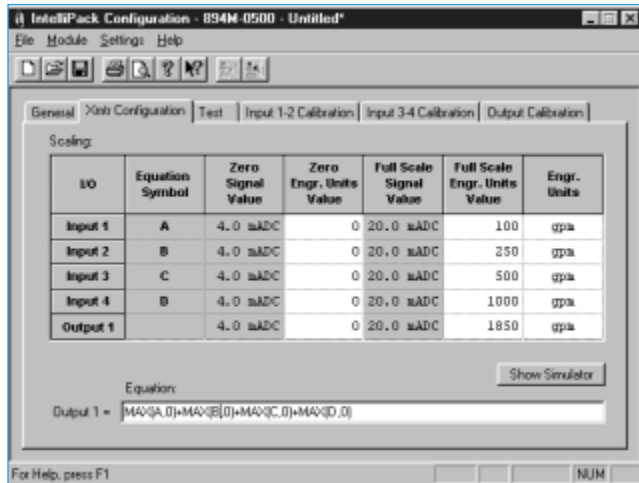 IntelliPack Configuration - 894M-0500 - Untitled*
File Module Settings Help
General Xmtr Configuration Test Input 1-2 Calibration Input 3-4 Calibration Output Calibration
Scaling:
I/O Equation Symbol Zero Signal Value Zero Engr. Units Value Full Scale Signal Value Full Scale Engr. Units Value Engr. Units
Input 1 A 4.0 mADC 0 20.0 mADC 100 gpm
Input 2 B 4.0 mADC 0 20.0 mADC 250 gpm
Input 3 C 4.0 mADC 0 20.0 mADC 500 gpm
Input 4 D 4.0 mADC 0 20.0 mADC 1000 gpm
Output 1 4.0 mADC 0 20.0 mADC 1850 gpm
Show Simulator
Equation:
Output 1 = MAX(A,0)+MAX(B,0)+MAX(C,0)+MAX(D,0)
For Help, press F1 NUM